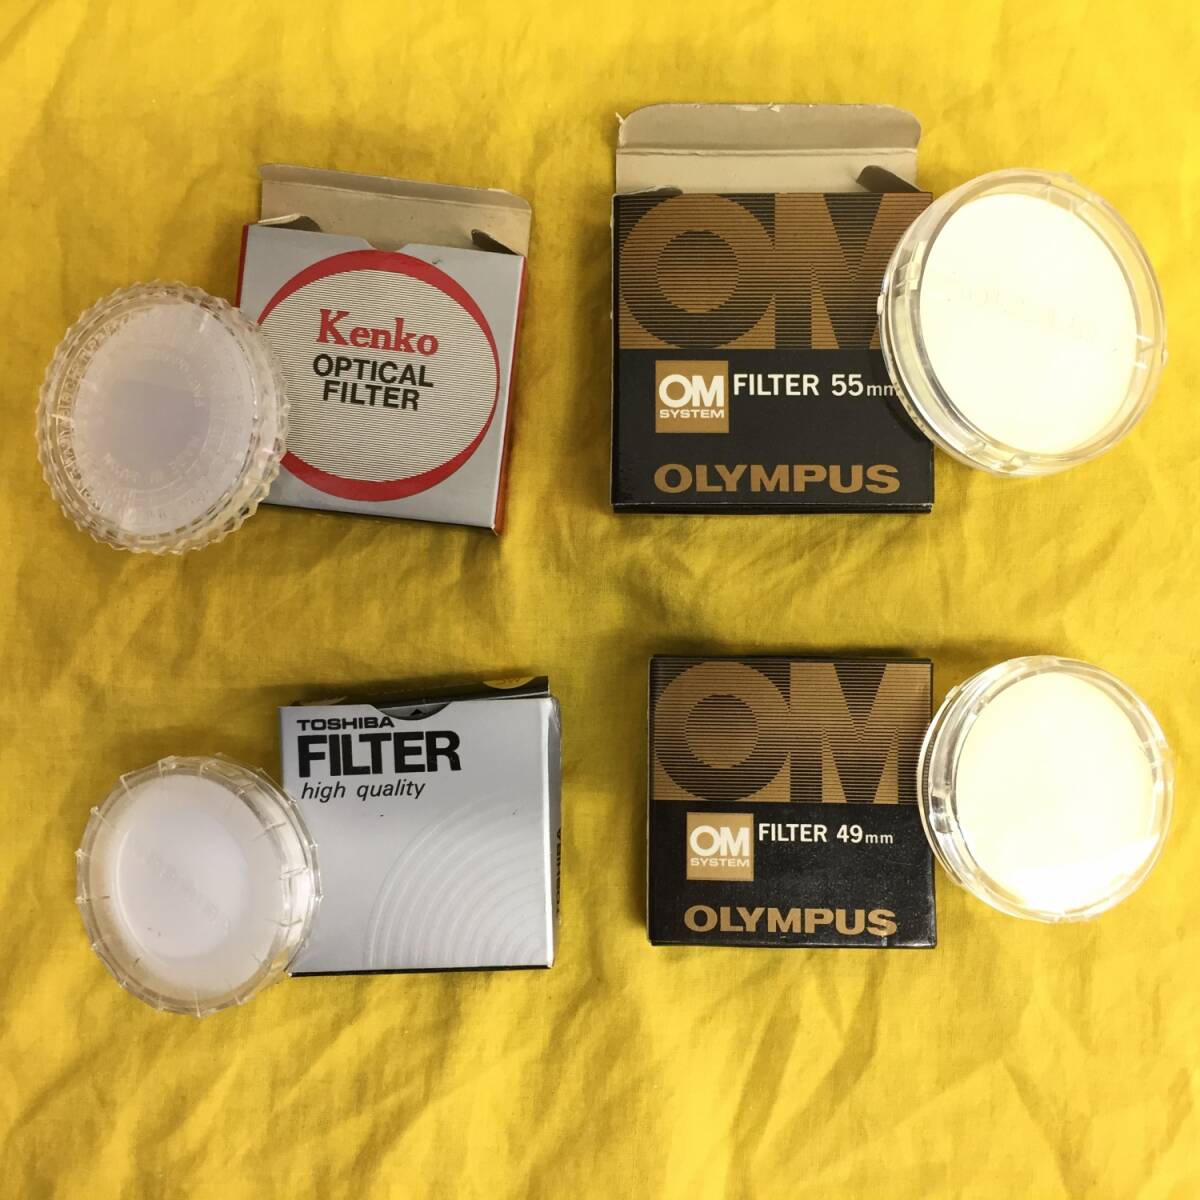 Kenko
OPTICAL
FILTER
OM
OM
SYSTEM
FILTER 55mm
OLYMPUS
TOSHIBA
FILTER
high quality
TOSHIBA
OM
OM
SYSTEM
FILTER 49mm
OLYMPUS